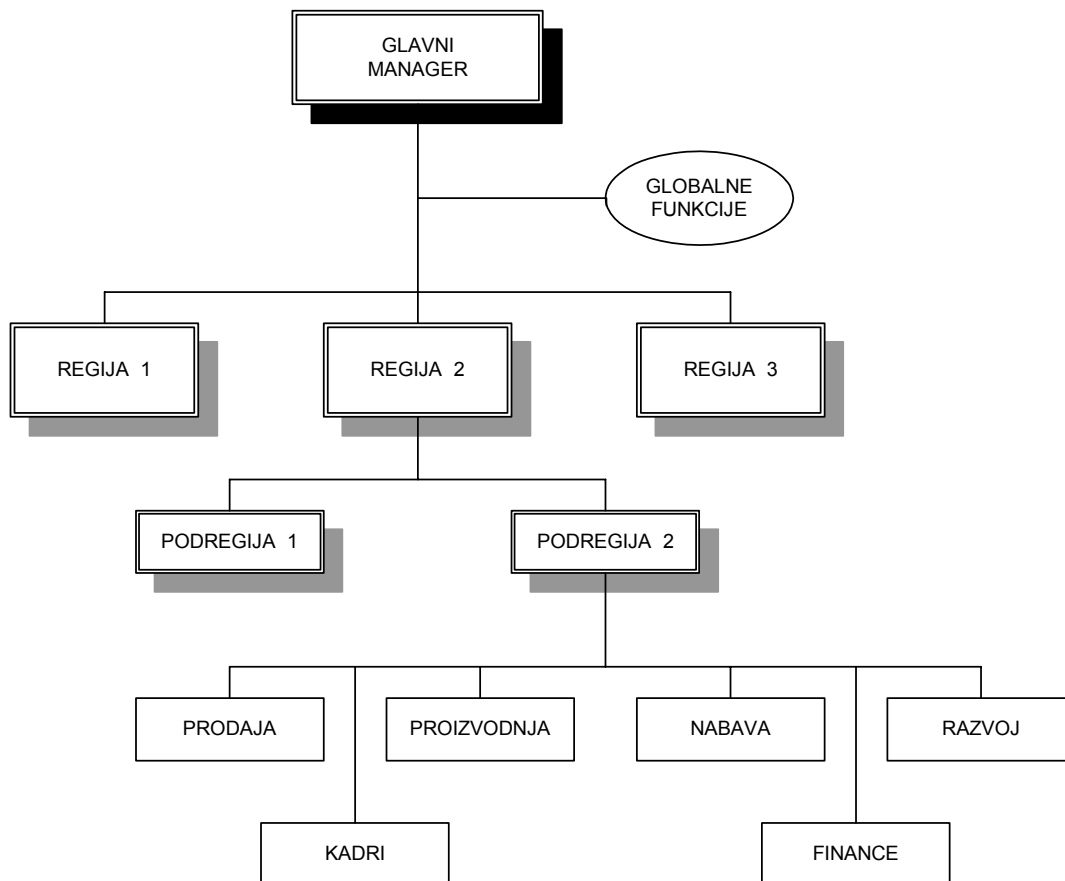 GLAVNI
MANAGER
GLOBALNE
FUNKCIJE
REGIJA 1
REGIJA 2
REGIJA 3
PODREGIJA 1
PODREGIJA 2
PRODAJA
PROIZVODNJA
NABAVA
RAZVOJ
KADRI
FINANCE